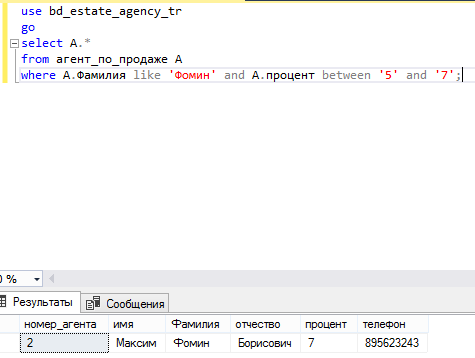 use bd_estate_agency_tr
go
select A.*
from агент_по_продаже A
where A.Фамилия like 'Фомин' and A.процент between '5' and '7';
0 %
Результаты Сообщения
номер_агента имя Фамилия отчество процент телефон
2 Максим Фомин Борисович 7 895623243